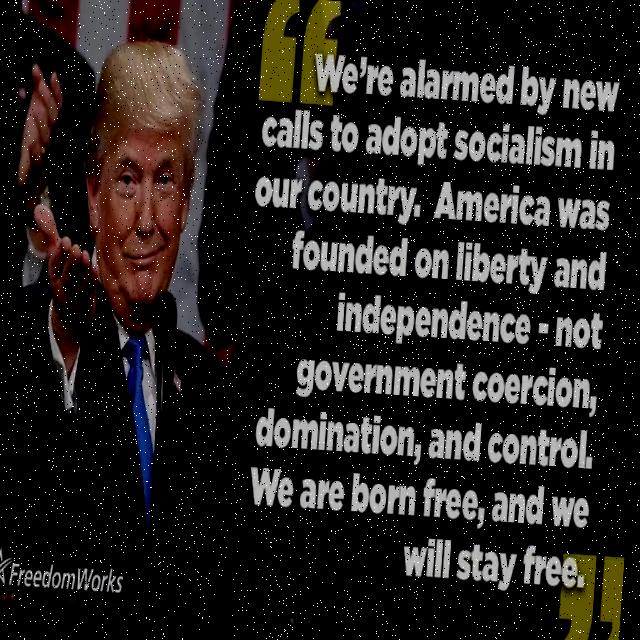 We're alarmed by new
calls to adopt socialism in
our country. America was
founded on liberty and
independence - not
government coercion,
domination, and control.
We are born free, and we
will stay free.
FreedomWorks